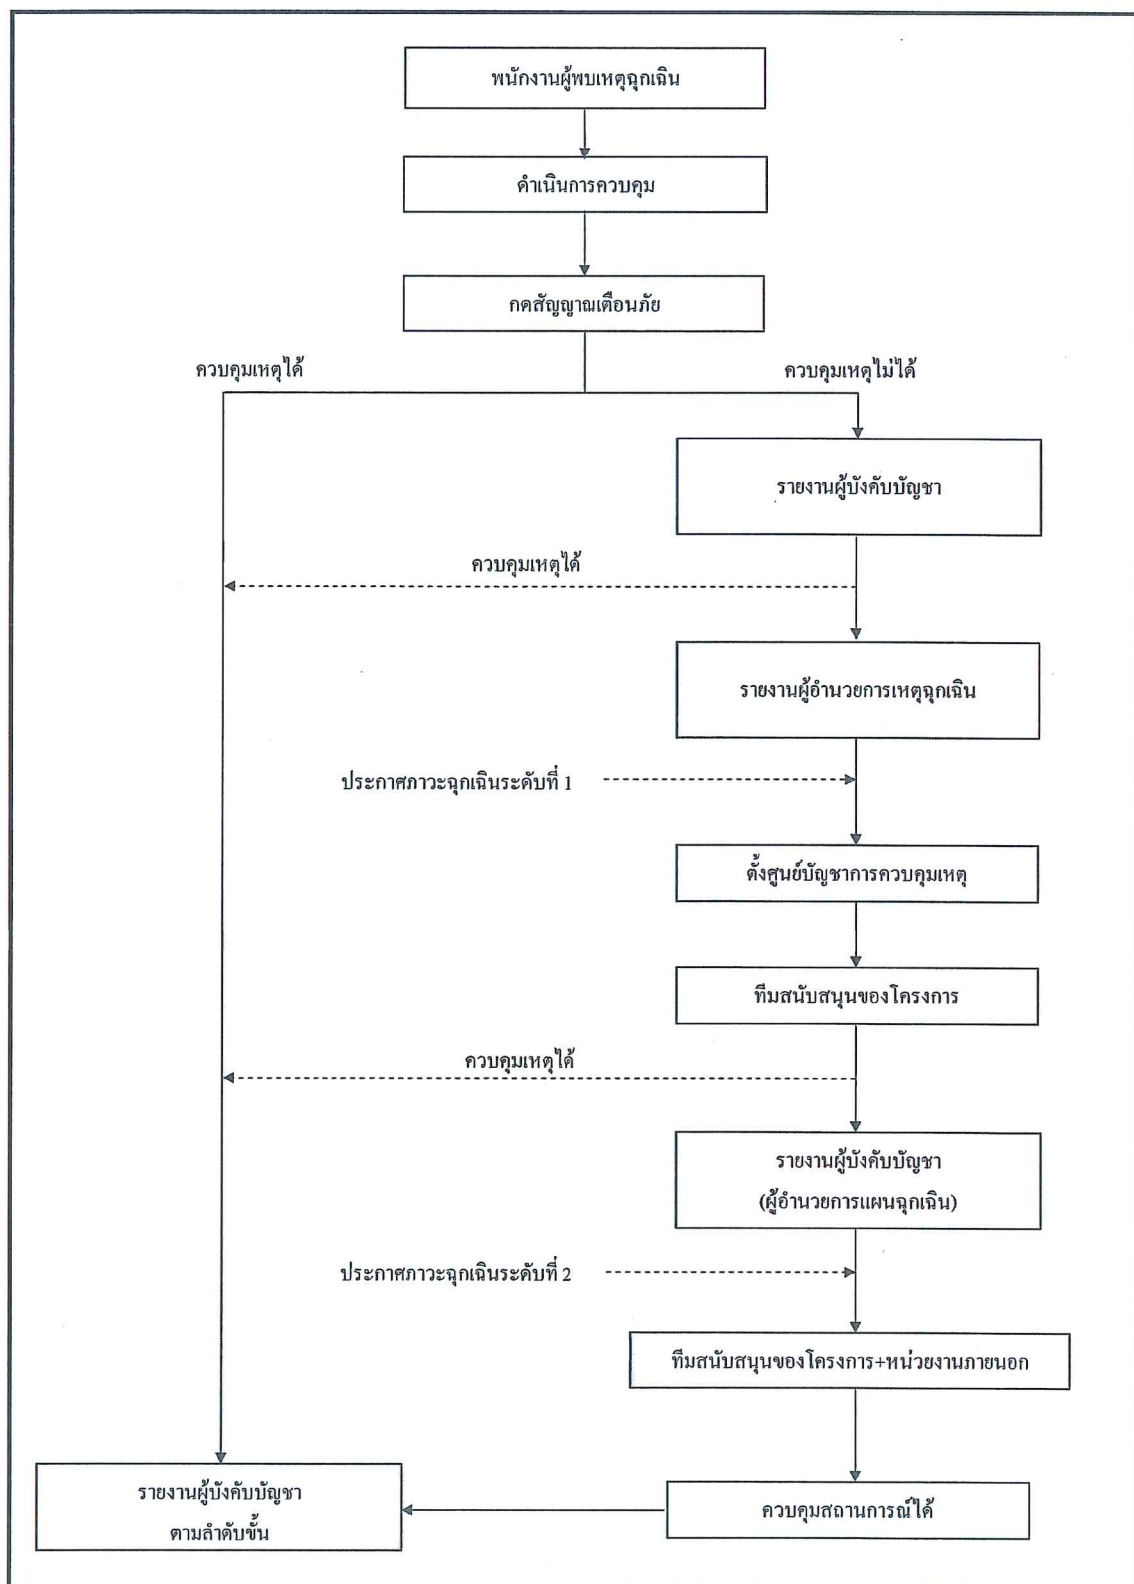 พนักงานผู้พบเหตุฉุกเฉิน
ดำเนินการควบคุม
กดสัญญาณเตือนภัย
ควบคุมเหตุได้
ควบคุมเหตุไม่ได้
รายงานผู้บังคับบัญชา
ควบคุมเหตุได้
รายงานผู้อำนวยการเหตุฉุกเฉิน
ประกาศภาวะฉุกเฉินระดับที่ 1
ตั้งศูนย์บัญชาการควบคุมเหตุ
ทีมสนับสนุนของโครงการ
ควบคุมเหตุได้
รายงานผู้บังคับบัญชา
(ผู้อำนวยการแผนฉุกเฉิน)
ประกาศภาวะฉุกเฉินระดับที่ 2
ทีมสนับสนุนของโครงการ+หน่วยงานภายนอก
รายงานผู้บังคับบัญชา
ตามลำดับขั้น
ควบคุมสถานการณ์ได้